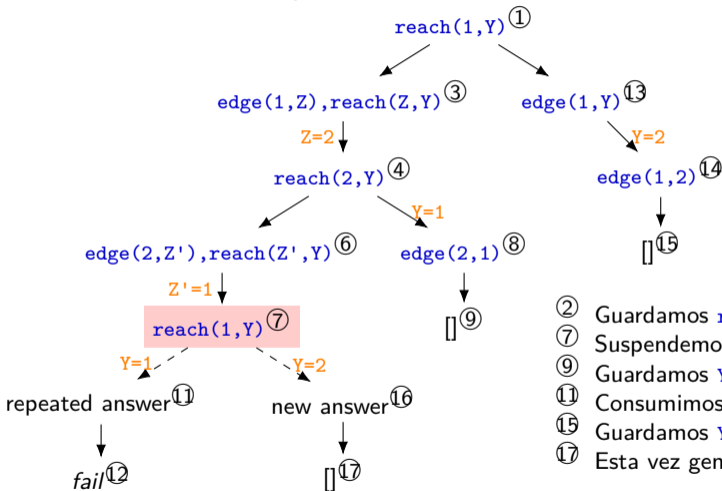 reach(1,Y)①
edge(1,Z),reach(Z,Y)③
edge(1,Y)⑬
Z=2
Y=2
reach(2,Y)④
edge(1,2)⑭
Y=1
edge(2,Z'),reach(Z',Y)⑥
edge(2,1)⑧
[]⑮
Z'=1
reach(1,Y)⑦
[]⑨
Y=1
Y=2
repeated answer⑪
new answer⑯
fail⑫
[]⑰
② Guardamos
⑦ Suspendemo
⑨ Guardamos Y
⑪ Consumimos
⑮ Guardamos Y
⑰ Esta vez gen